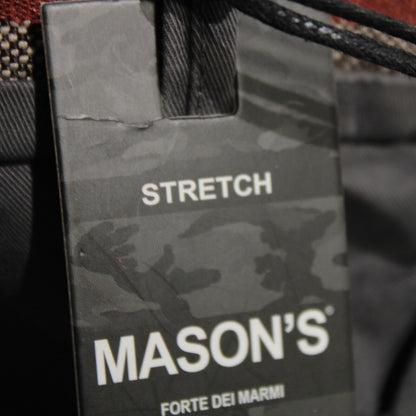 STRETCH
MASON'S®
FORTE DEI MARMI